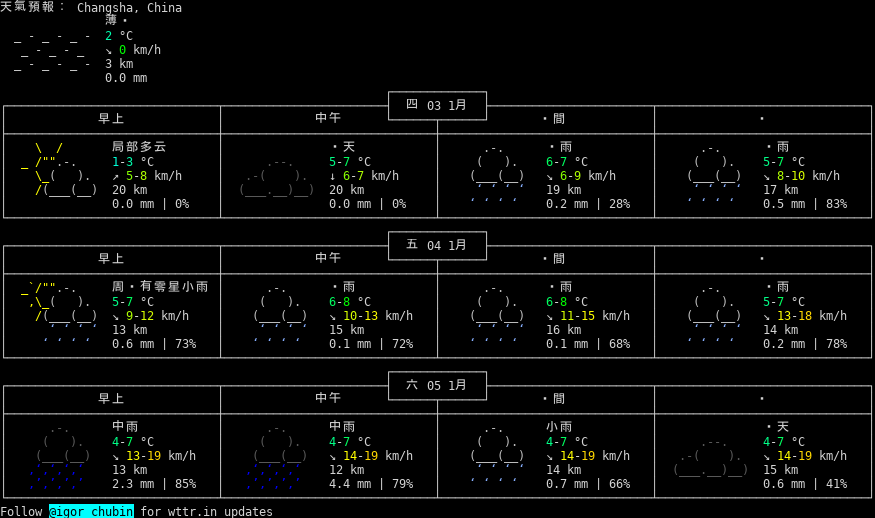 天氣預報： Changsha, China
薄・
2 °C
↘ 0 km/h
3 km
0.0 mm
四 03 1月
早上 中午 ・間 ・
局部多云 ・天 ・雨 ・雨
1-3 °C 5-7 °C 6-7 °C 5-7 °C
↗ 5-8 km/h ↓ 6-7 km/h ↘ 6-9 km/h ↘ 8-10 km/h
20 km 20 km 19 km 17 km
0.0 mm | 0% 0.0 mm | 0% 0.2 mm | 28% 0.5 mm | 83%
五 04 1月
早上 中午 ・間 ・
周・有零星小雨 ・雨 ・雨 ・雨
5-7 °C 6-8 °C 6-8 °C 5-7 °C
↘ 9-12 km/h ↘ 10-13 km/h ↘ 11-15 km/h ↘ 13-18 km/h
13 km 15 km 16 km 14 km
0.6 mm | 73% 0.1 mm | 72% 0.1 mm | 68% 0.2 mm | 78%
六 05 1月
早上 中午 ・間 ・
中雨 中雨 小雨 ・天
4-7 °C 4-7 °C 4-7 °C 4-7 °C
↘ 13-19 km/h ↘ 14-19 km/h ↘ 14-19 km/h ↘ 14-19 km/h
13 km 12 km 14 km 15 km
2.3 mm | 85% 4.4 mm | 79% 0.7 mm | 66% 0.6 mm | 41%
Follow @igor_chubin for wttr.in updates